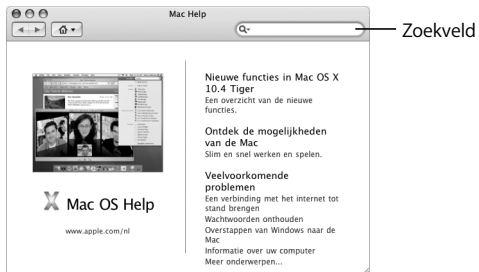 Mac Help
Zoekveld
Nieuwe functies in Mac OS X
10.4 Tiger
Een overzicht van de nieuwe
functies.
Ontdek de mogelijkheden
van de Mac
Slim en snel werken en spelen.
Veelvoorkomende
problemen
Een verbinding met het internet tot
stand brengen
Wachtwoorden onthouden
Overstappen van Windows naar de
Mac
Informatie over uw computer
Meer onderwerpen...
Mac OS Help
www.apple.com/nl